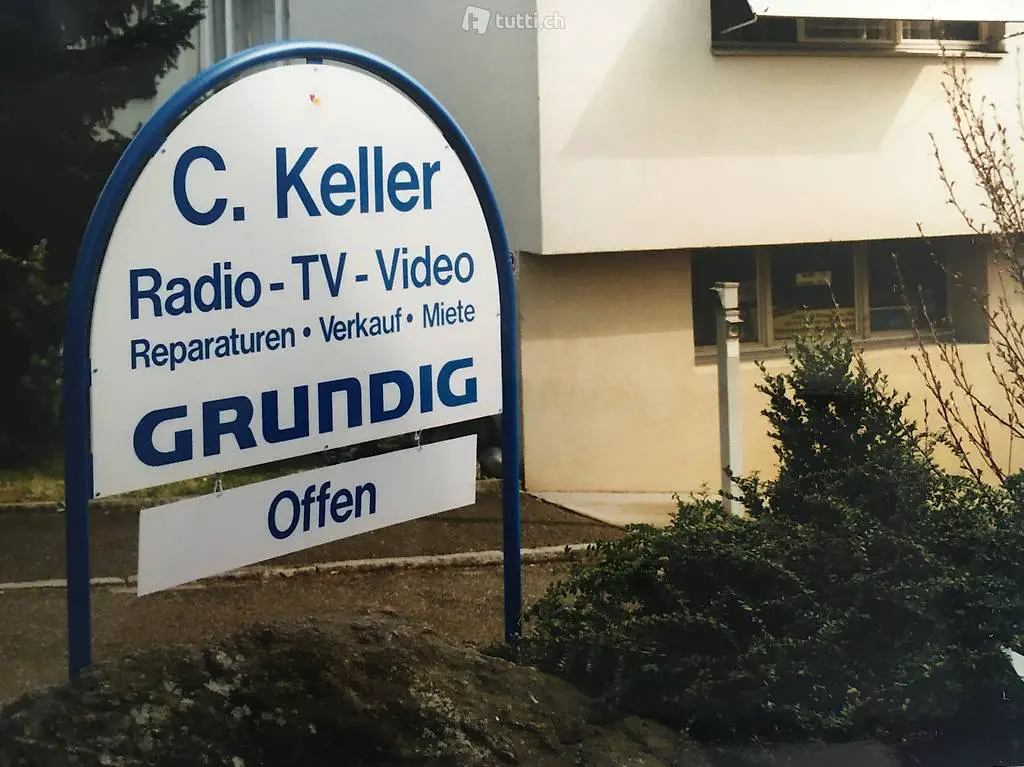 tutti.ch
C. Keller
Radio - TV - Video
Reparaturen • Verkauf • Miete
GRUNDIG
Offen